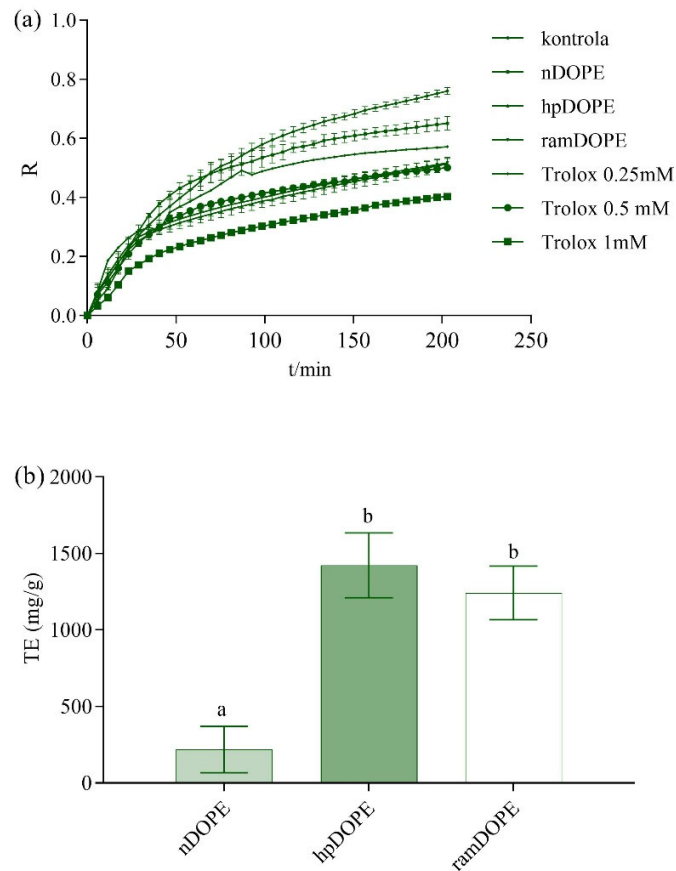 (a)
1.0
0.8
0.6
0.4
0.2
0.0
R
0 50 100 150 200 250
t/min
kontrola
nDOPE
hpDOPE
ramDOPE
Trolox 0.25mM
Trolox 0.5 mM
Trolox 1mM
(b)
2000
1500
1000
500
0
TE (mg/g)
a
b
b
nDOPE
hpDOPE
ramDOPE